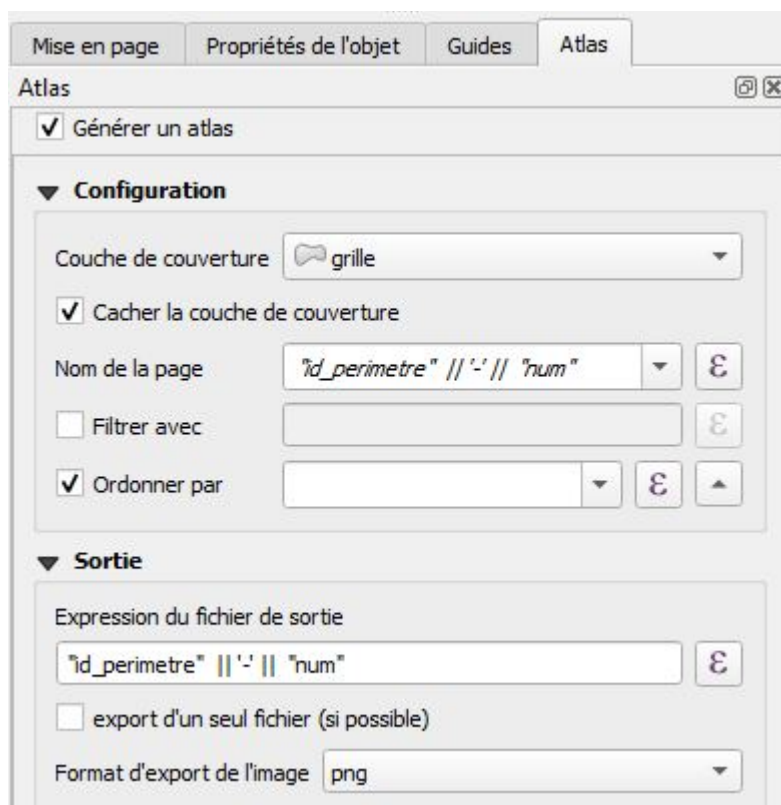 Mise en page Propriétés de l'objet Guides Atlas
Atlas
Générer un atlas
Configuration
Couche de couverture grille
Cacher la couche de couverture
Nom de la page "id_perimetre" || '-' || "num" ε
Filtrer avec ε
Ordonner par ε
Sortie
Expression du fichier de sortie
"id_perimetre" || '-' || "num" ε
export d'un seul fichier (si possible)
Format d'export de l'image png